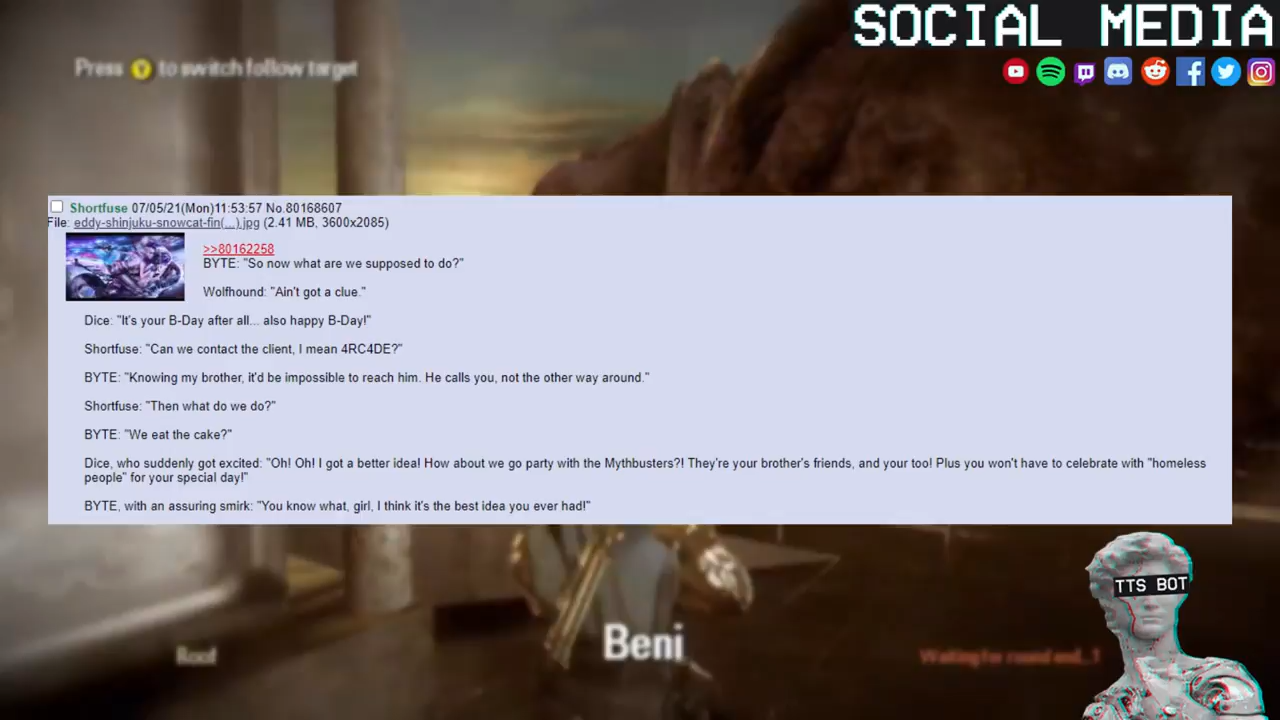 SOCIAL MEDIA
Press Y to switch follow target
Shortfuse 07/05/21(Mon)11:53:57 No.80168607
File: eddy-shinjuku-snowcat-fin(...).jpg (2.41 MB, 3600x2085)
>>80162258
BYTE: "So now what are we supposed to do?"
Wolfhound: "Ain't got a clue."
Dice: "It's your B-Day after all... also happy B-Day!"
Shortfuse: "Can we contact the client, I mean 4RC4DE?"
BYTE: "Knowing my brother, it'd be impossible to reach him. He calls you, not the other way around."
Shortfuse: "Then what do we do?"
BYTE: "We eat the cake?"
Dice, who suddenly got excited: "Oh! Oh! I got a better idea! How about we go party with the Mythbusters?! They're your brother's friends, and your too! Plus you won't have to celebrate with "homeless
people" for your special day!"
BYTE, with an assuring smirk: "You know what, girl, I think it's the best idea you ever had!"
TTS BOT
Beni
Waiting for round end...1